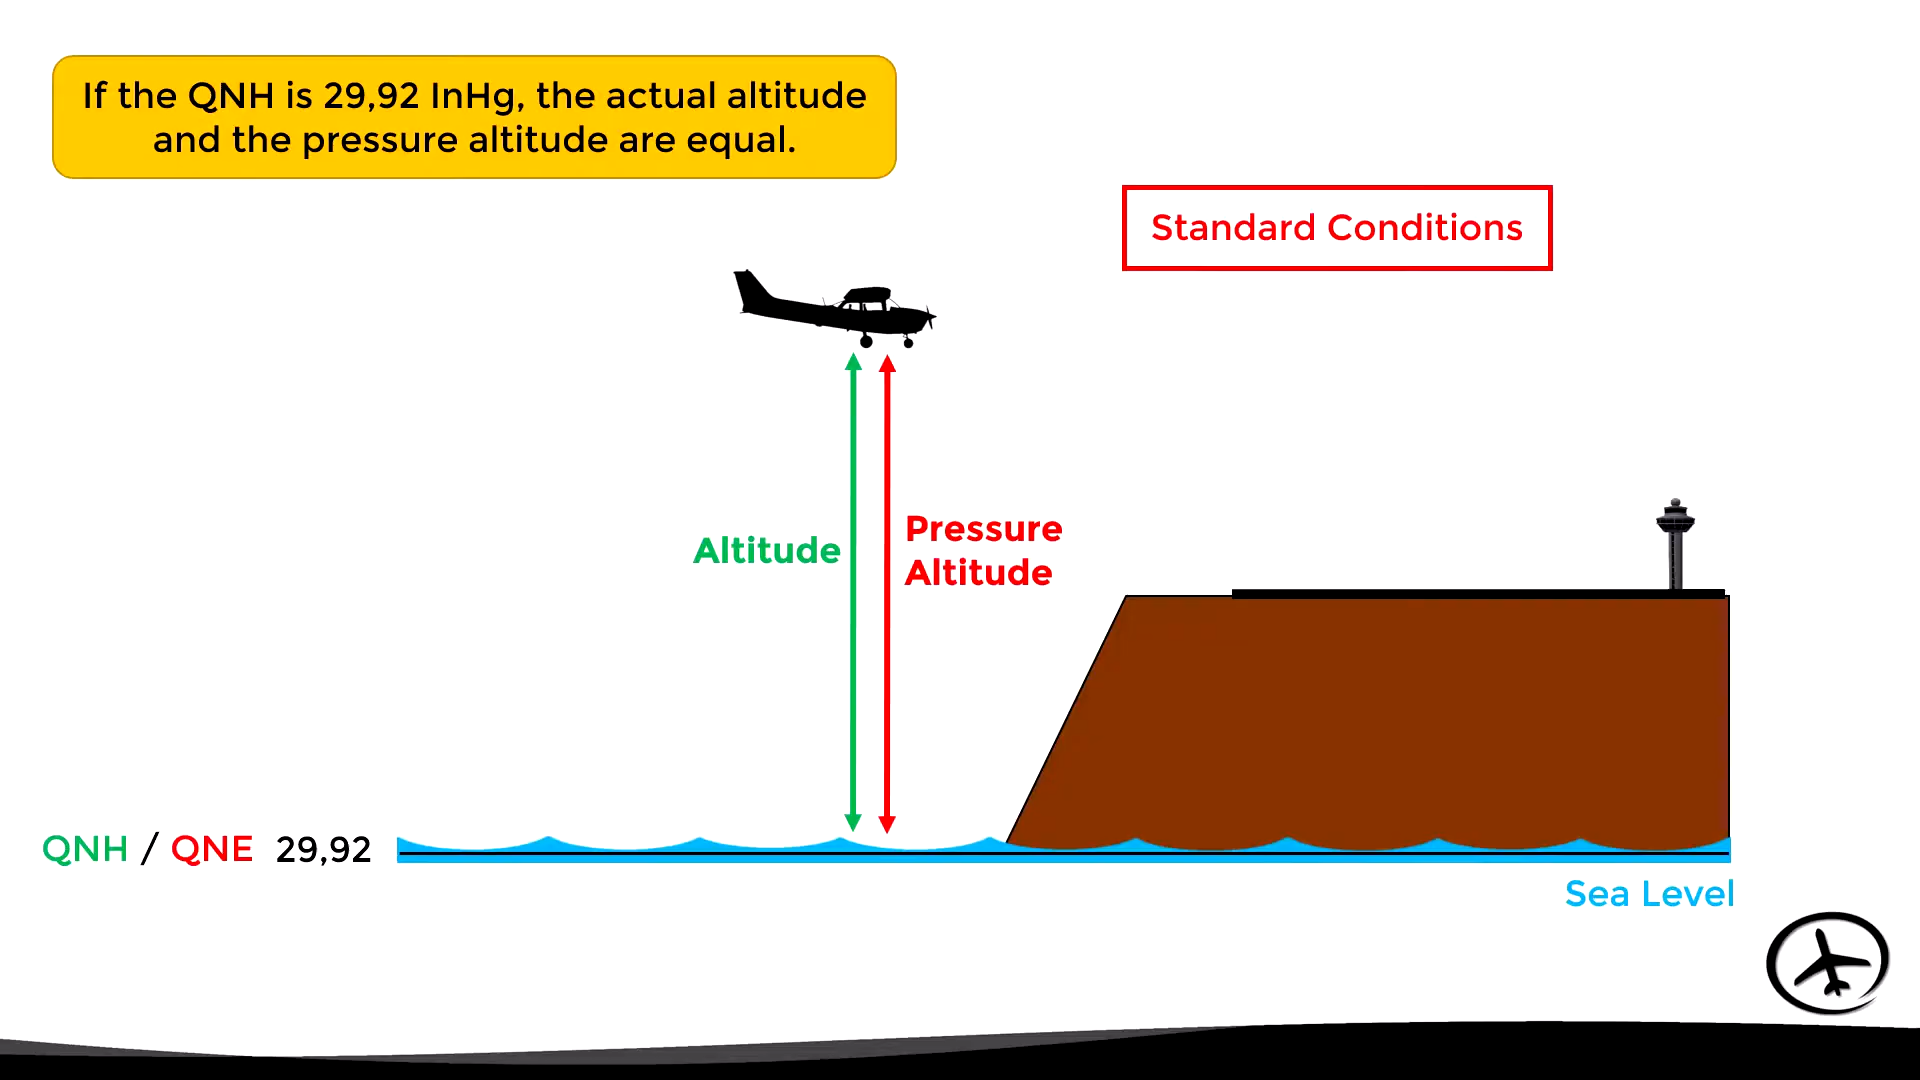 If the QNH is 29,92 InHg, the actual altitude
and the pressure altitude are equal.
Standard Conditions
Altitude
Pressure
Altitude
QNH / QNE 29,92
Sea Level